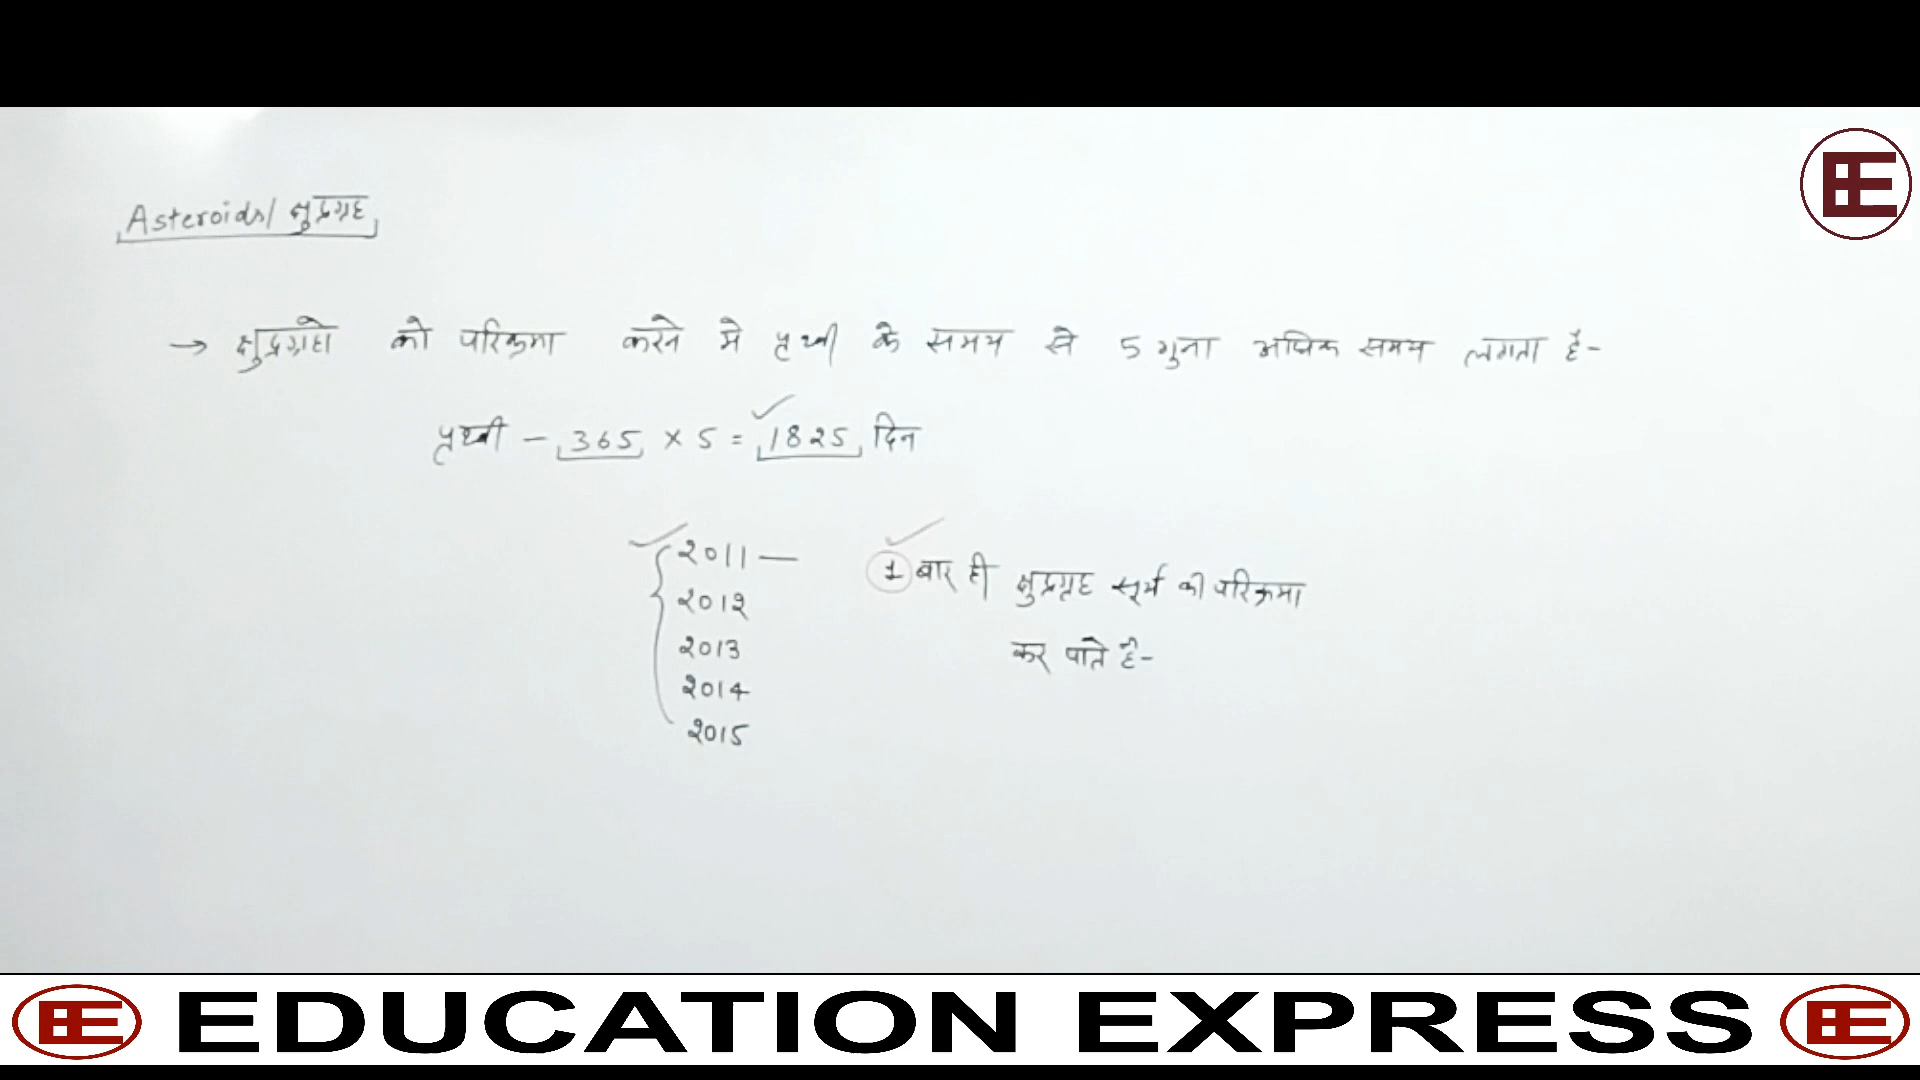 Asteroids/ क्षुद्रग्रह
→ क्षुद्रग्रहो को परिक्रमा करने मे पृथ्वी के समय से 5 गुना अधिक समय लगता है-
पृथ्वी - 365 × 5 = 1825 दिन
2011 — 1 बार ही क्षुद्रग्रह सूर्य की परिक्रमा
2012
2013 कर पाते है-
2014
2015
EDUCATION EXPRESS